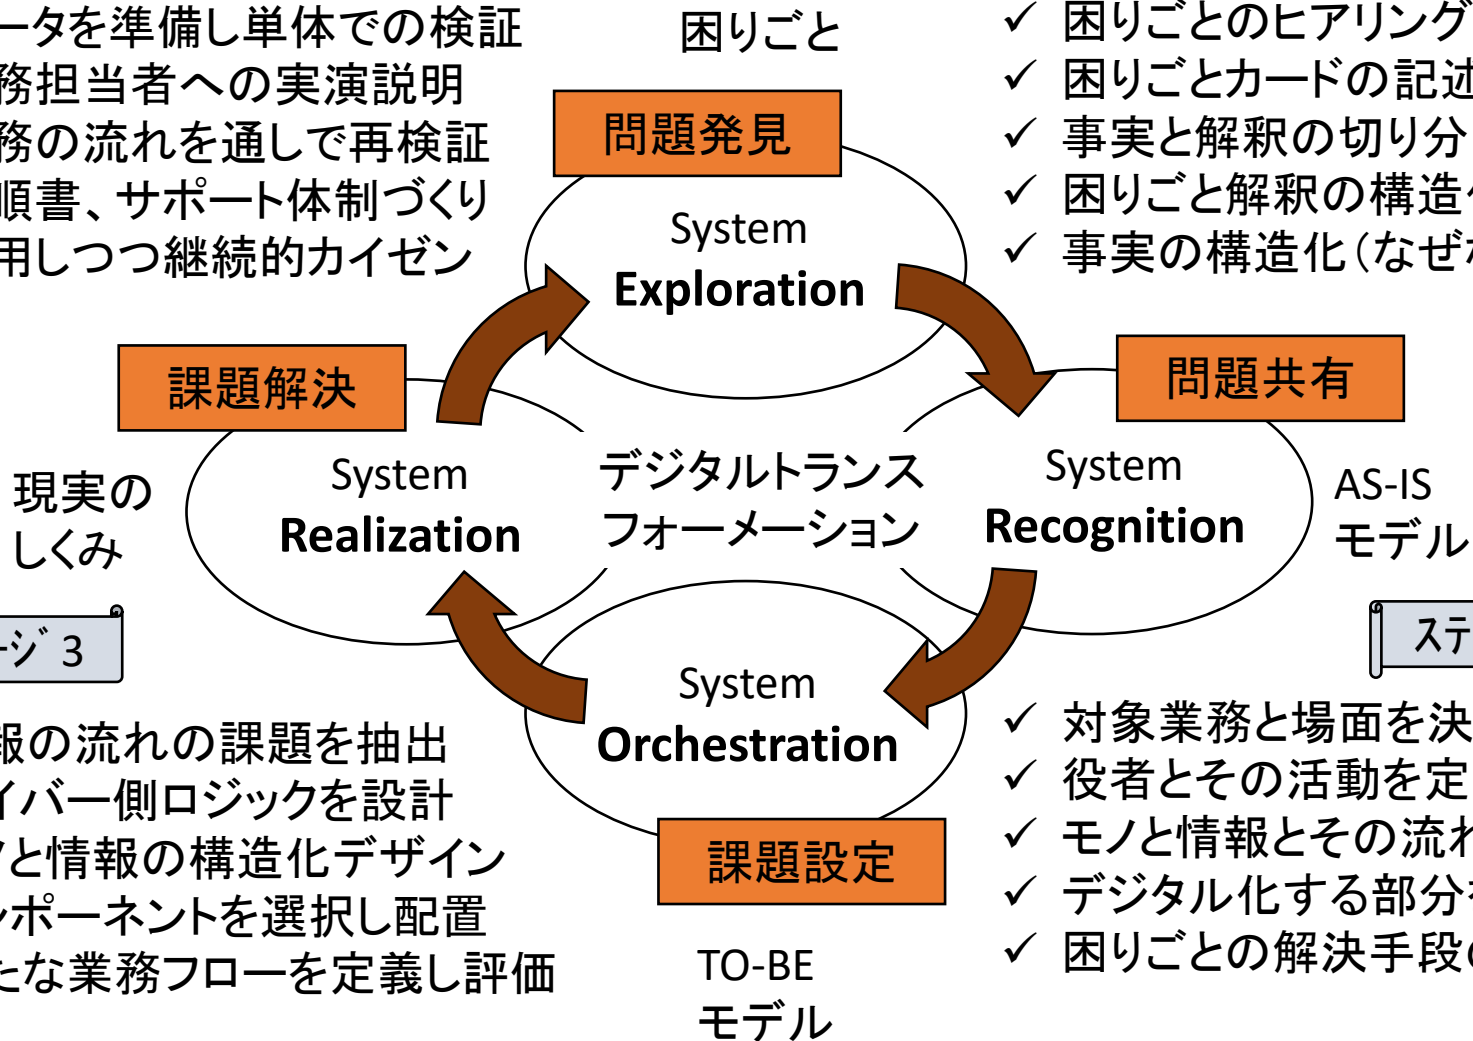 ータを準備し単体での検証
務担当者への実演説明
務の流れを通しで再検証
順書、サポート体制づくり
用しつつ継続的カイゼン
困りごと
✓ 困りごとのヒアリング
✓ 困りごとカードの記述
✓ 事実と解釈の切り分
✓ 困りごと解釈の構造
✓ 事実の構造化（なぜ
問題発見
System
Exploration
課題解決
問題共有
現実の
しくみ
System
Realization
デジタルトランス
フォーメーション
System
Recognition
AS-IS
モデル
ｰｼﾞ 3
ｽﾃ
System
Orchestration
課題設定
報の流れの課題を抽出
イバー側ロジックを設計
ノと情報の構造化デザイン
ンポーネントを選択し配置
たな業務フローを定義し評価
TO-BE
モデル
✓ 対象業務と場面を決
✓ 役者とその活動を定
✓ モノと情報とその流れ
✓ デジタル化する部分
✓ 困りごとの解決手段の